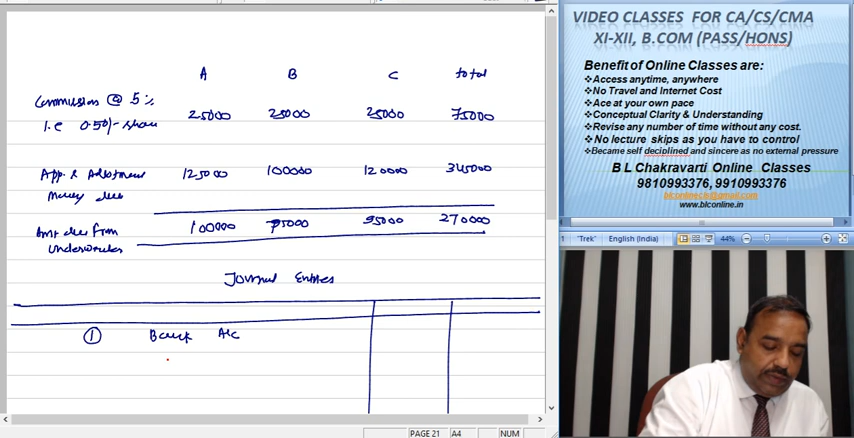 A B C total
Commission @ 5%
i.e 0.50/- share 25000 25000 25000 75000
App. & Allotment 125000 100000 120000 345000
Money due
Amt due from 100000 75000 95000 270000
Underwriters
Journal Entries
① Bank A/c
PAGE 21 A4 NUM
VIDEO CLASSES FOR CA/CS/CMA
XI-XII, B.COM (PASS/HONS)
Benefit of Online Classes are:
Access anytime, anywhere
No Travel and Internet Cost
Ace at your own pace
Conceptual Clarity & Understanding
Revise any number of time without any cost.
No lecture skips as you have to control
Became self deciplined and sincere as no external pressure
B L Chakravarti Online Classes
9810993376, 9910993376
www.blconline.in
1 "Trek" English (India) 44%